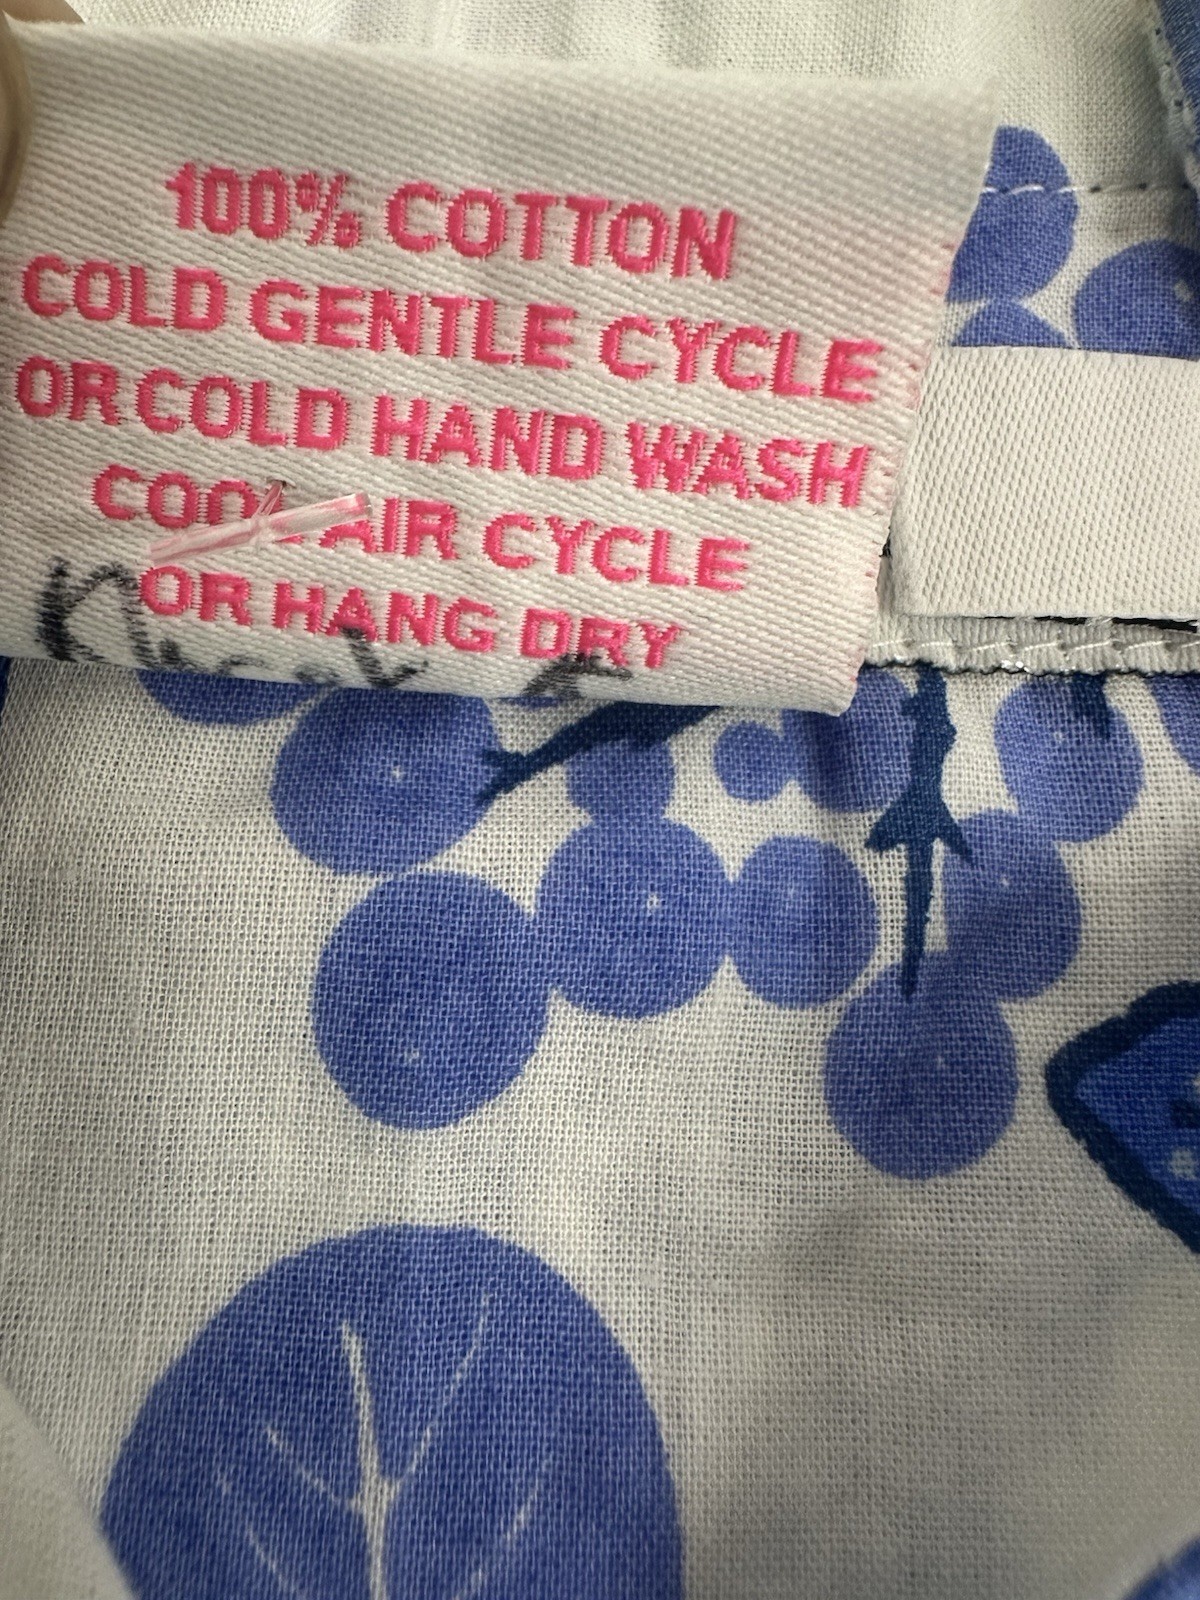 100% COTTON
COLD GENTLE CYCLE
OR COLD HAND WASH
COOL AIR CYCLE
OR HANG DRY